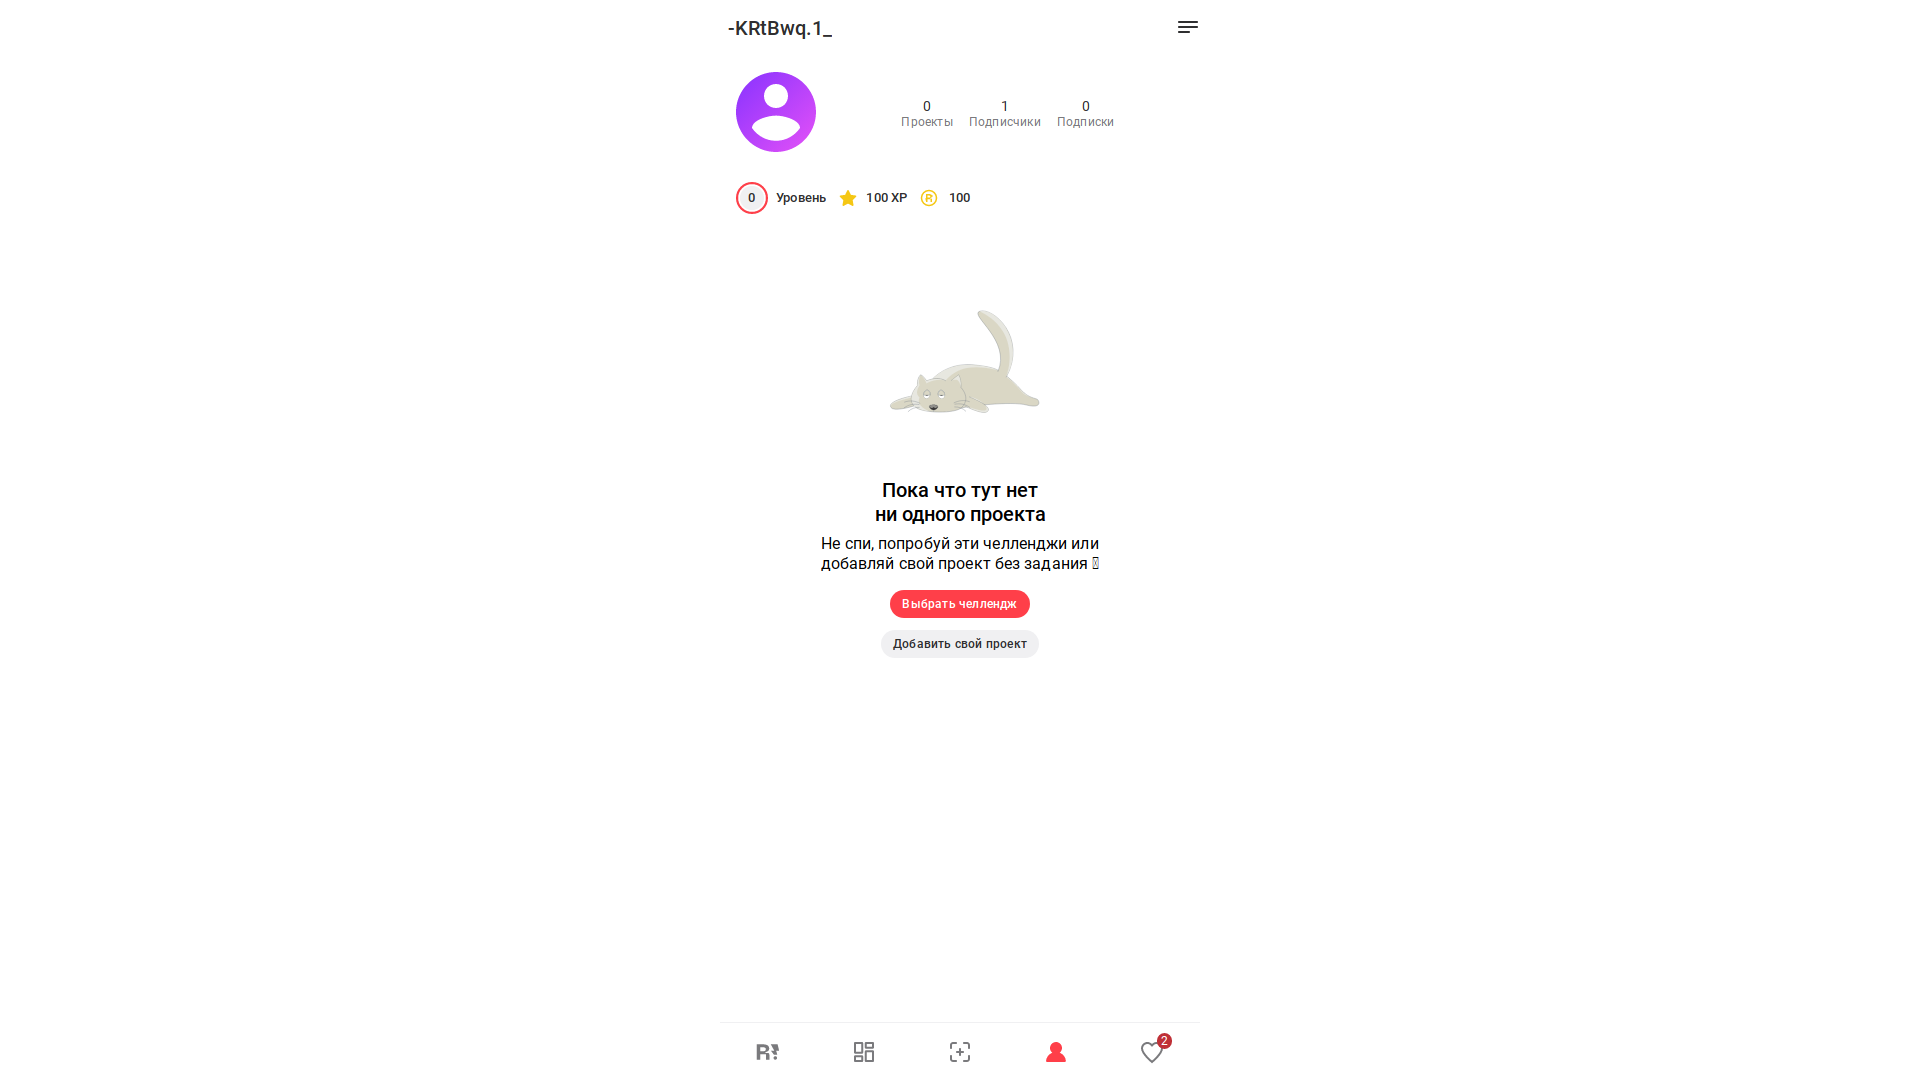 -KRtBwq.1_
0 1 0
Проекты Подписчики Подписки
0 Уровень 100 XP 100
Пока что тут нет
ни одного проекта
Не спи, попробуй эти челленджи или
добавляй свой проект без задания
Выбрать челлендж
Добавить свой проект
2